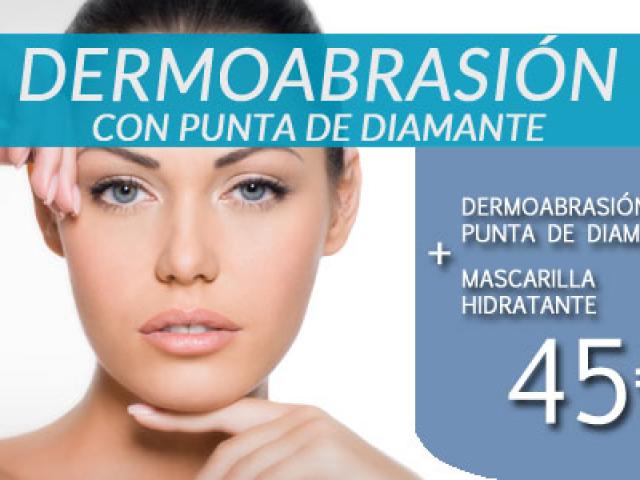 DERMOABRASIÓN
CON PUNTA DE DIAMANTE
DERMOABRASIÓN
PUNTA DE DIAM
+
MASCARILLA
HIDRATANTE
45